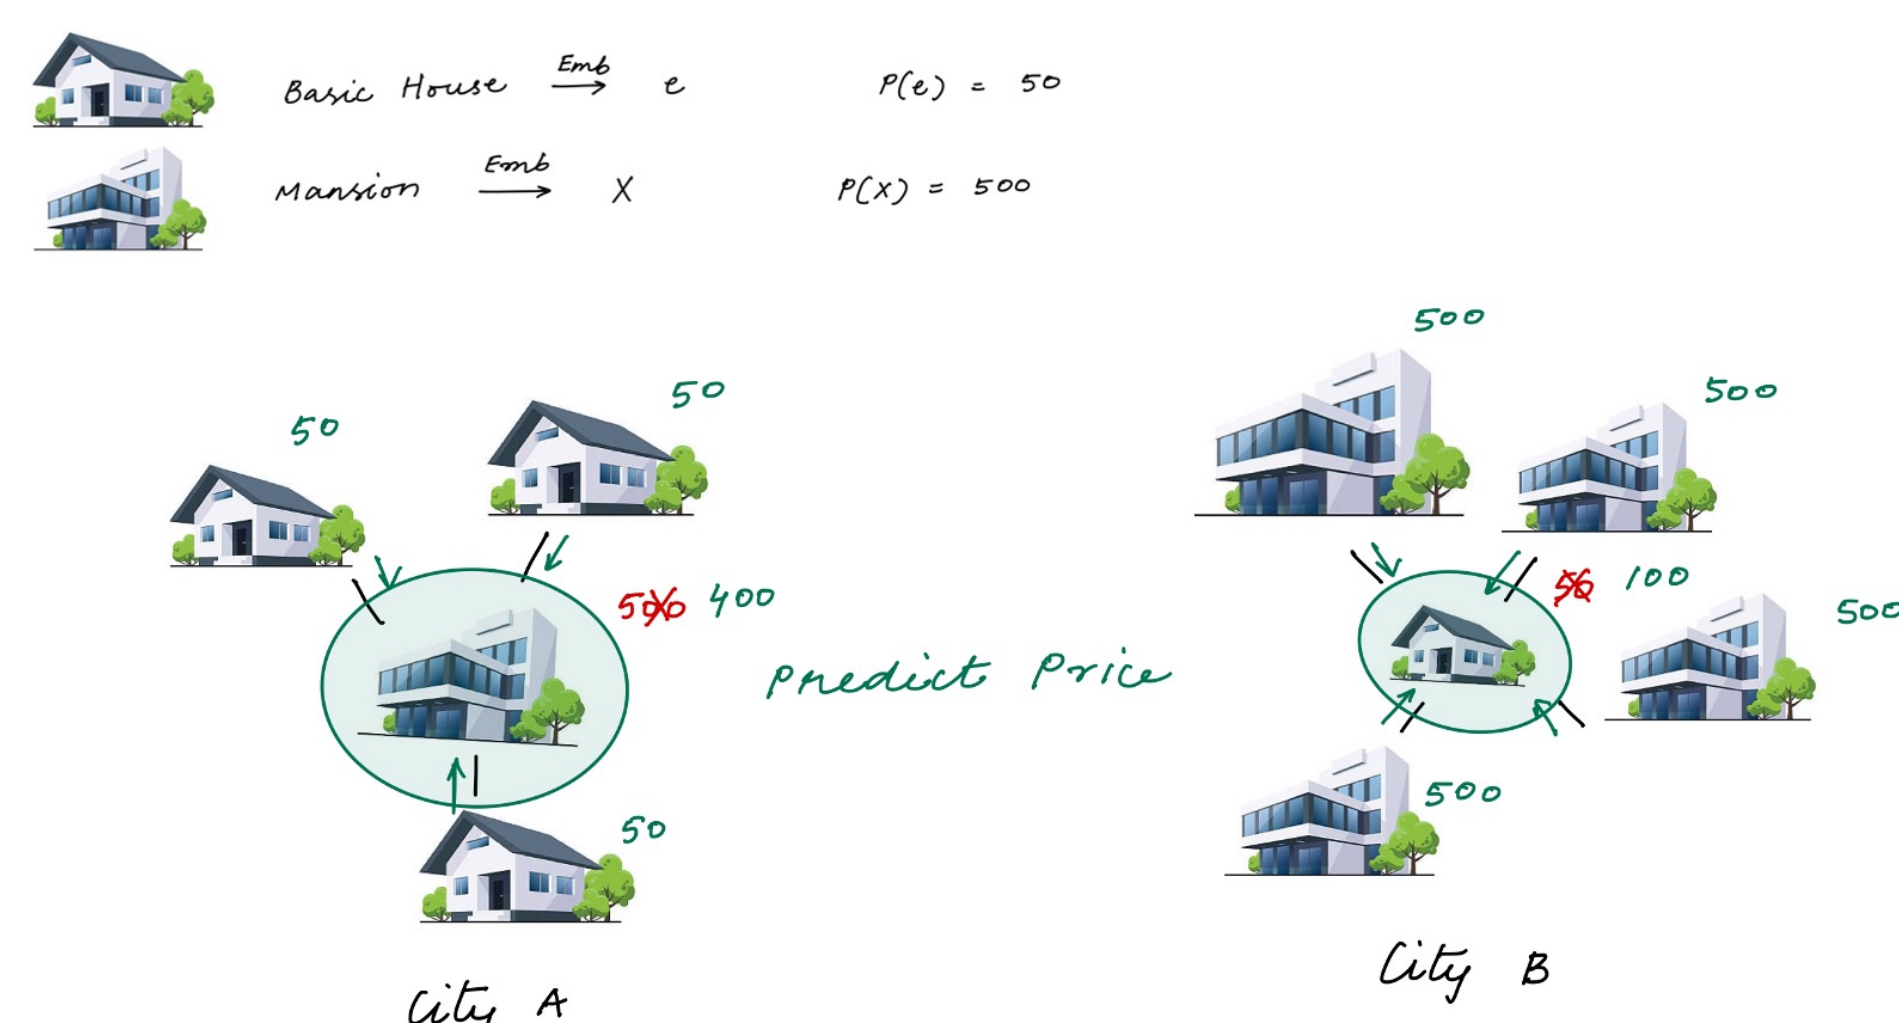 Basic House Emb → e P(e) = 50
Mansion Emb → X P(X) = 500
50
50
500 400
50
City A
Predict Price
500
500
50 100
500
500
City B